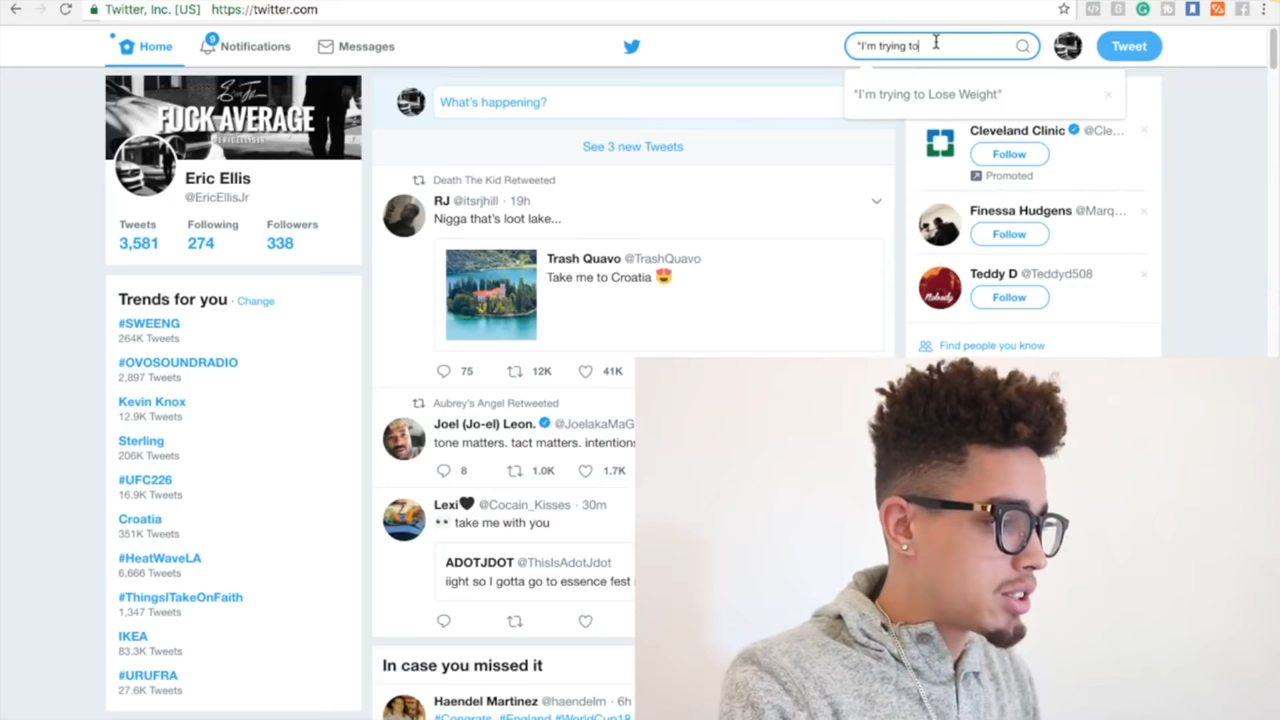 Twitter, Inc. [US] https://twitter.com
Home
9
Notifications
Messages
"I'm trying to
Tweet
"I'm trying to Lose Weight"
FUCK AVERAGE
Eric Ellis
@EricEllisJr
Tweets Following Followers
3,581 274 338
Trends for you · Change
#SWEENG
264K Tweets
#OVOSOUNDRADIO
2,897 Tweets
Kevin Knox
12.9K Tweets
Sterling
206K Tweets
#UFC226
16.9K Tweets
Croatia
351K Tweets
#HeatWaveLA
6,666 Tweets
#ThingsITakeOnFaith
1,347 Tweets
IKEA
83.3K Tweets
#URUFRA
27.6K Tweets
What's happening?
See 3 new Tweets
Death The Kid Retweeted
RJ @itsrjhill · 19h
Nigga that's loot lake...
Trash Quavo @TrashQuavo
Take me to Croatia 😍
75 12K 41K
Aubrey's Angel Retweeted
Joel (Jo-el) Leon. @JoelakaMaG
tone matters. tact matters. intentions
8 1.0K 1.7K
Lexi🖤 @Cocain_Kisses · 30m
👀 take me with you
ADOTJDOT @ThisIsAdotJdot
iight so I gotta go to essence fest
In case you missed it
Haendel Martinez @haendelm · 6h
#Congrats #England #WorldCup18
Cleveland Clinic @Cle...
Follow
Promoted
Finessa Hudgens @Marq...
Follow
Teddy D @Teddyd508
Nobody
Follow
Find people you know